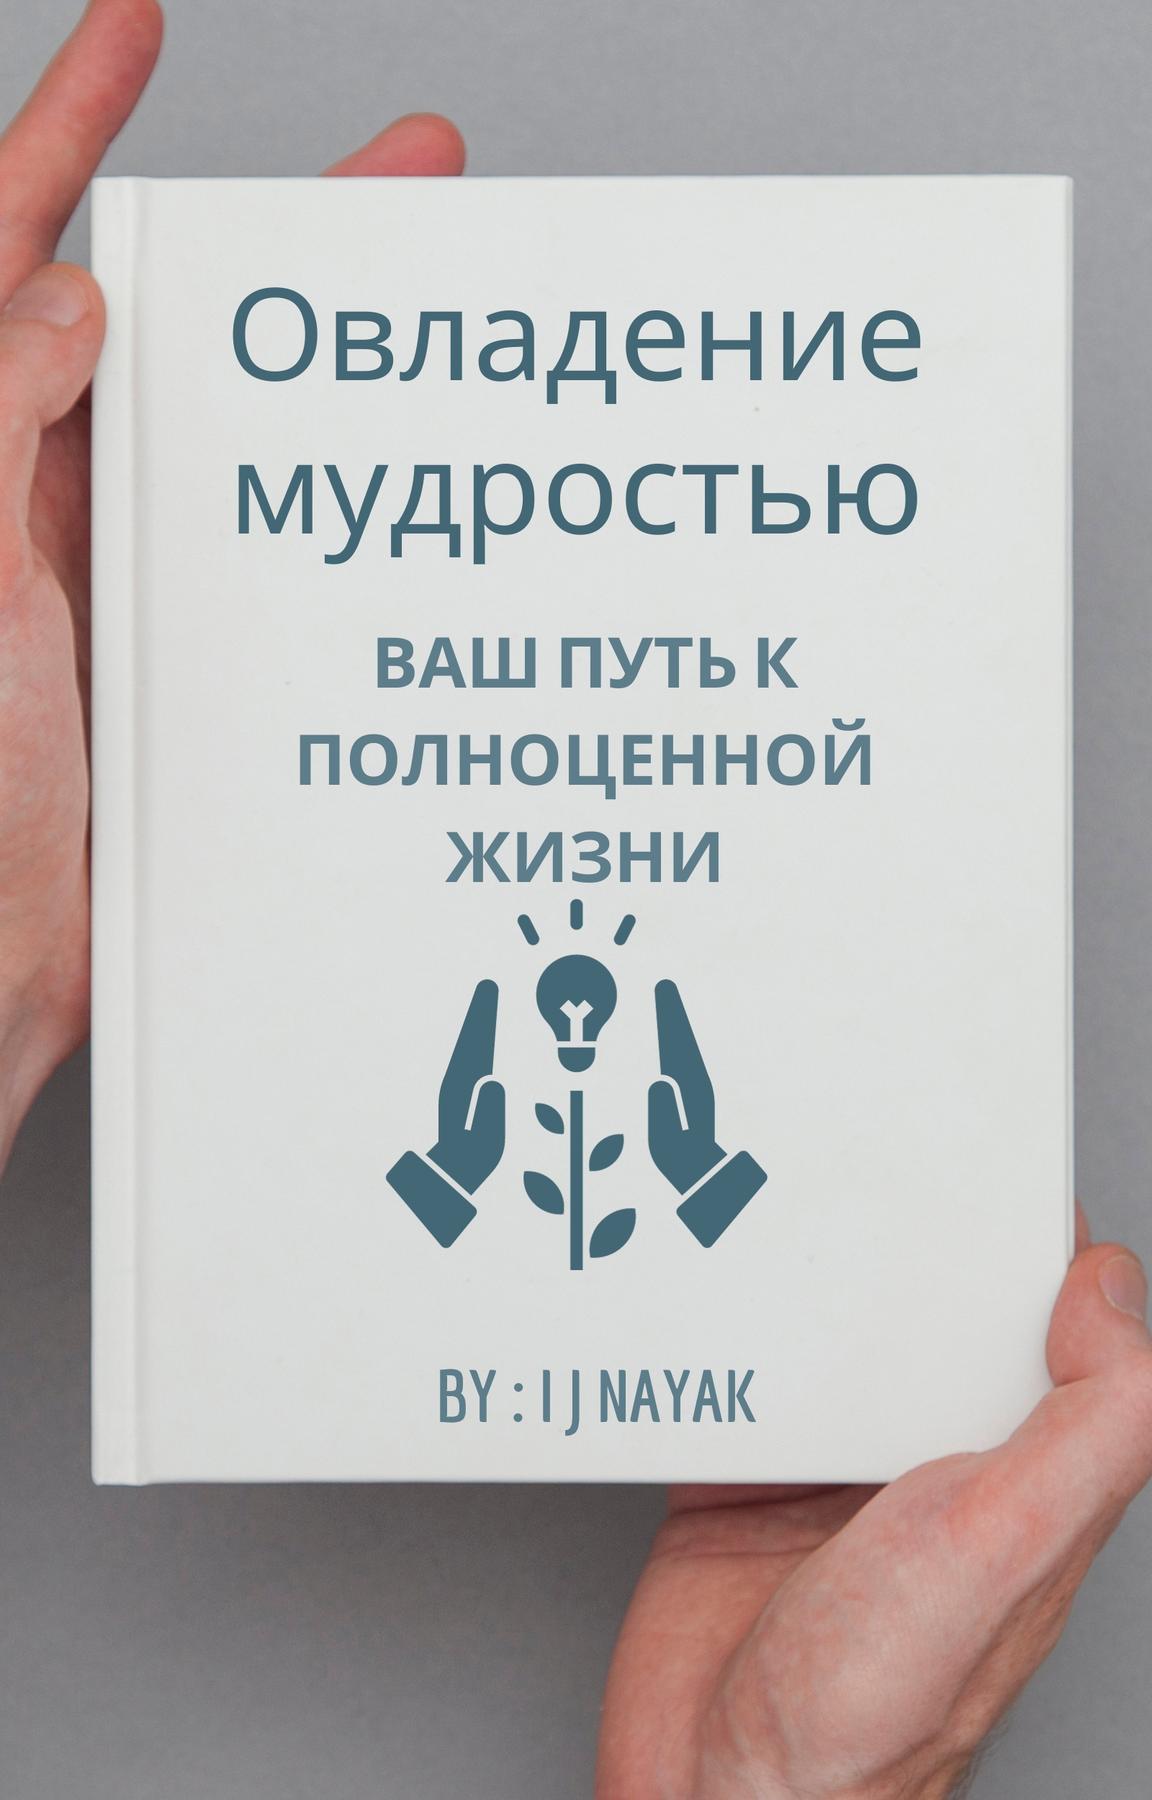 Овладение
мудростью
ВАШ ПУТЬ К
ПОЛНОЦЕННОЙ
ЖИЗНИ
BY : I J NAYAK